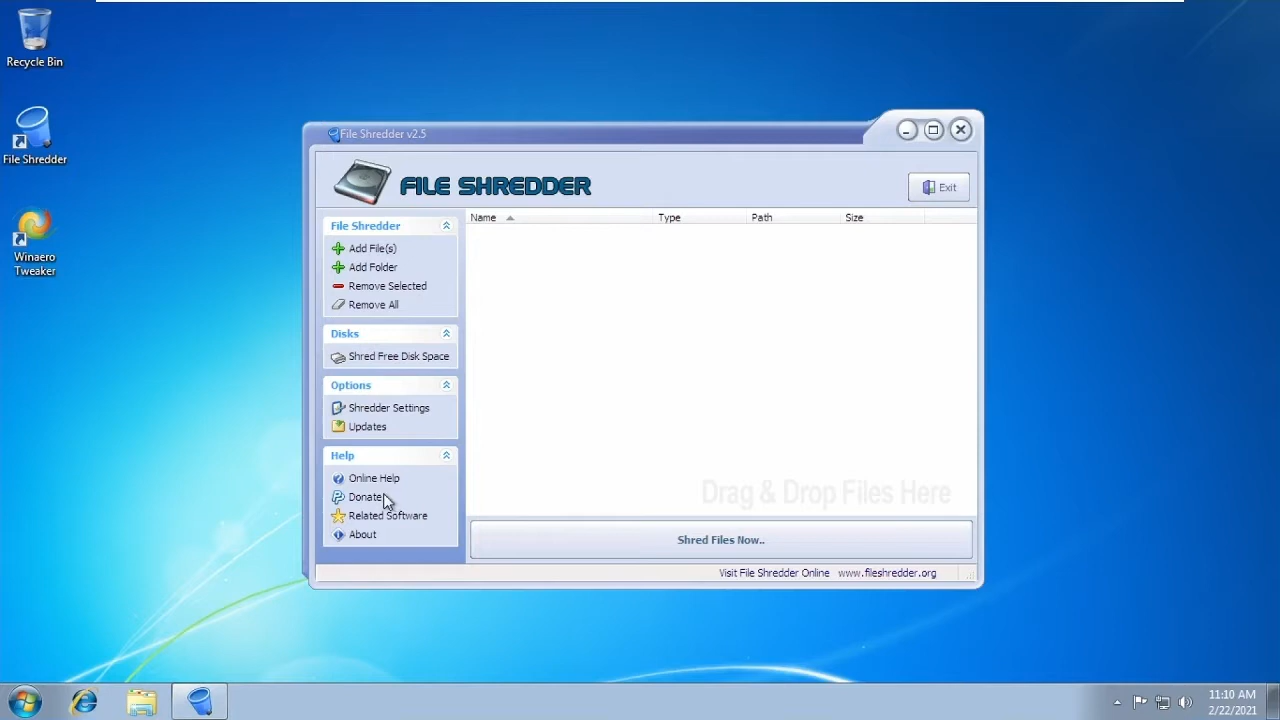 Recycle Bin
File Shredder
Winaero
Tweaker
File Shredder v2.5
FILE SHREDDER
Exit
File Shredder
Add File(s)
Add Folder
Remove Selected
Remove All
Disks
Shred Free Disk Space
Options
Shredder Settings
Updates
Help
Online Help
Donate
Related Software
About
Name Type Path Size
Drag & Drop Files Here
Shred Files Now..
Visit File Shredder Online www.fileshredder.org
11:10 AM
2/22/2021